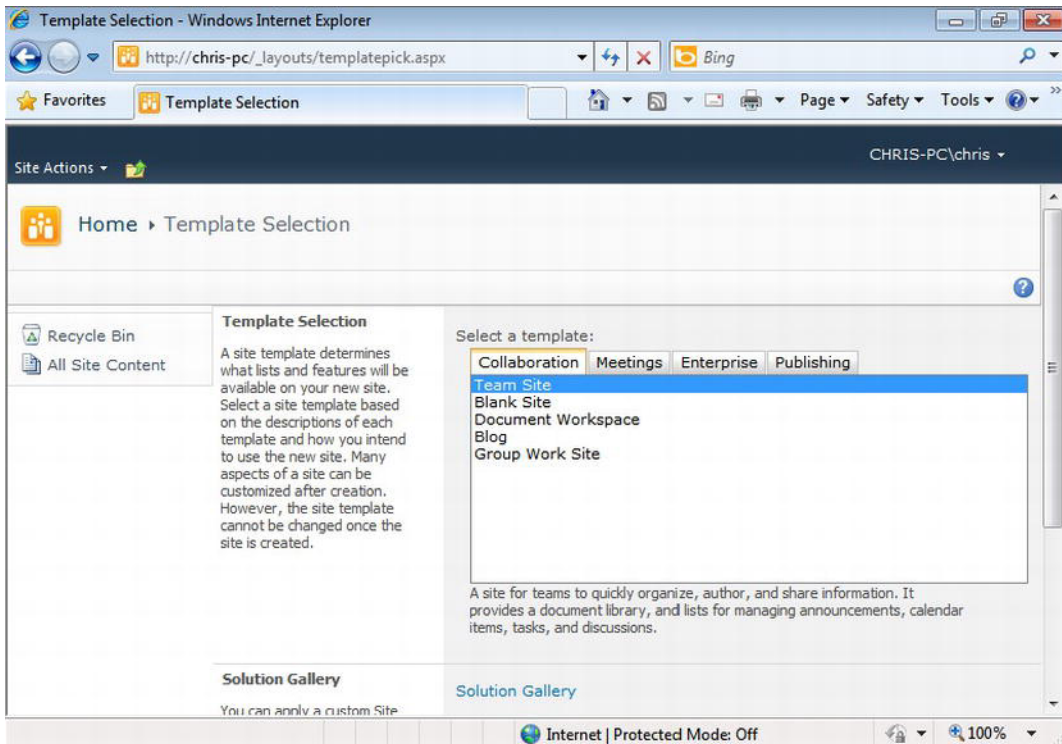 Template Selection - Windows Internet Explorer
http://chris-pc/_layouts/templatepick.aspx
Bing
Favorites
Template Selection
Page
Safety
Tools
Site Actions
CHRIS-PC\chris
Home
Template Selection
Recycle Bin
All Site Content
Template Selection
A site template determines
what lists and features will be
available on your new site.
Select a site template based
on the descriptions of each
template and how you intend
to use the new site. Many
aspects of a site can be
customized after creation.
However, the site template
cannot be changed once the
site is created.
Select a template:
Collaboration Meetings Enterprise Publishing
Team Site
Blank Site
Document Workspace
Blog
Group Work Site
A site for teams to quickly organize, author, and share information. It
provides a document library, and lists for managing announcements, calendar
items, tasks, and discussions.
Solution Gallery
You can apply a custom Site
Solution Gallery
Internet | Protected Mode: Off
100%